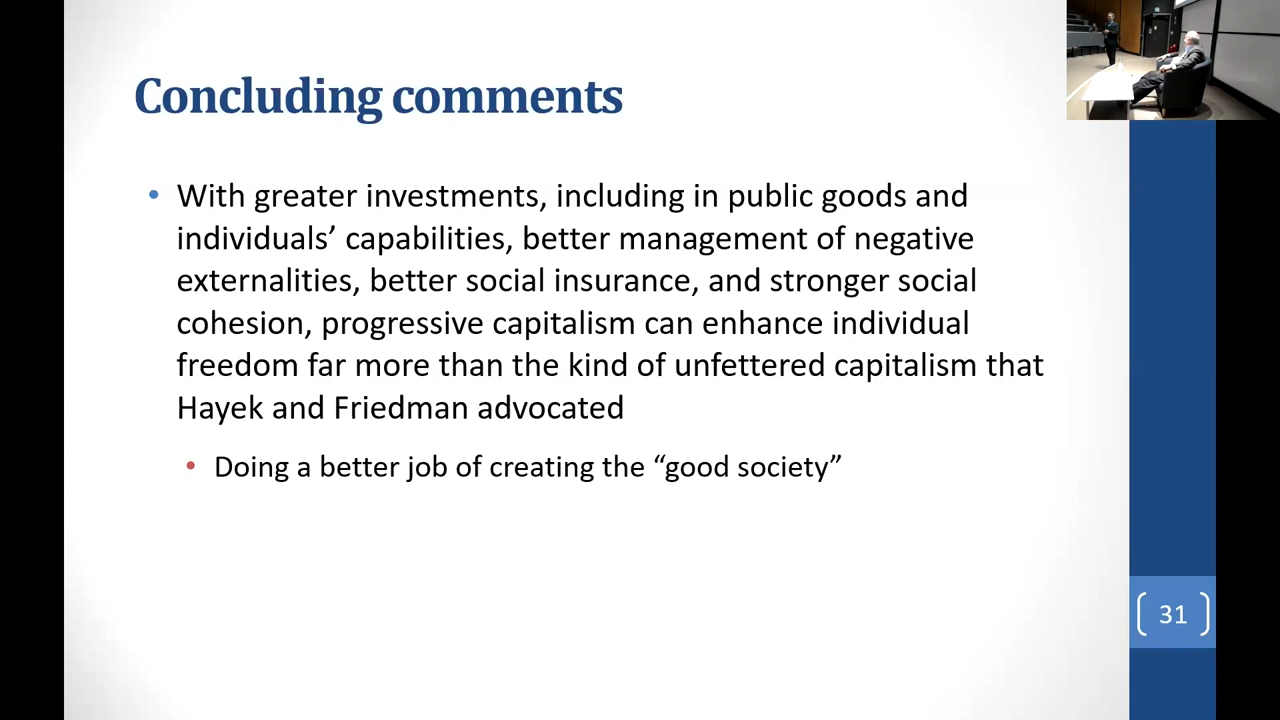 Concluding comments
• With greater investments, including in public goods and
individuals’ capabilities, better management of negative
externalities, better social insurance, and stronger social
cohesion, progressive capitalism can enhance individual
freedom far more than the kind of unfettered capitalism that
Hayek and Friedman advocated
• Doing a better job of creating the “good society”
31